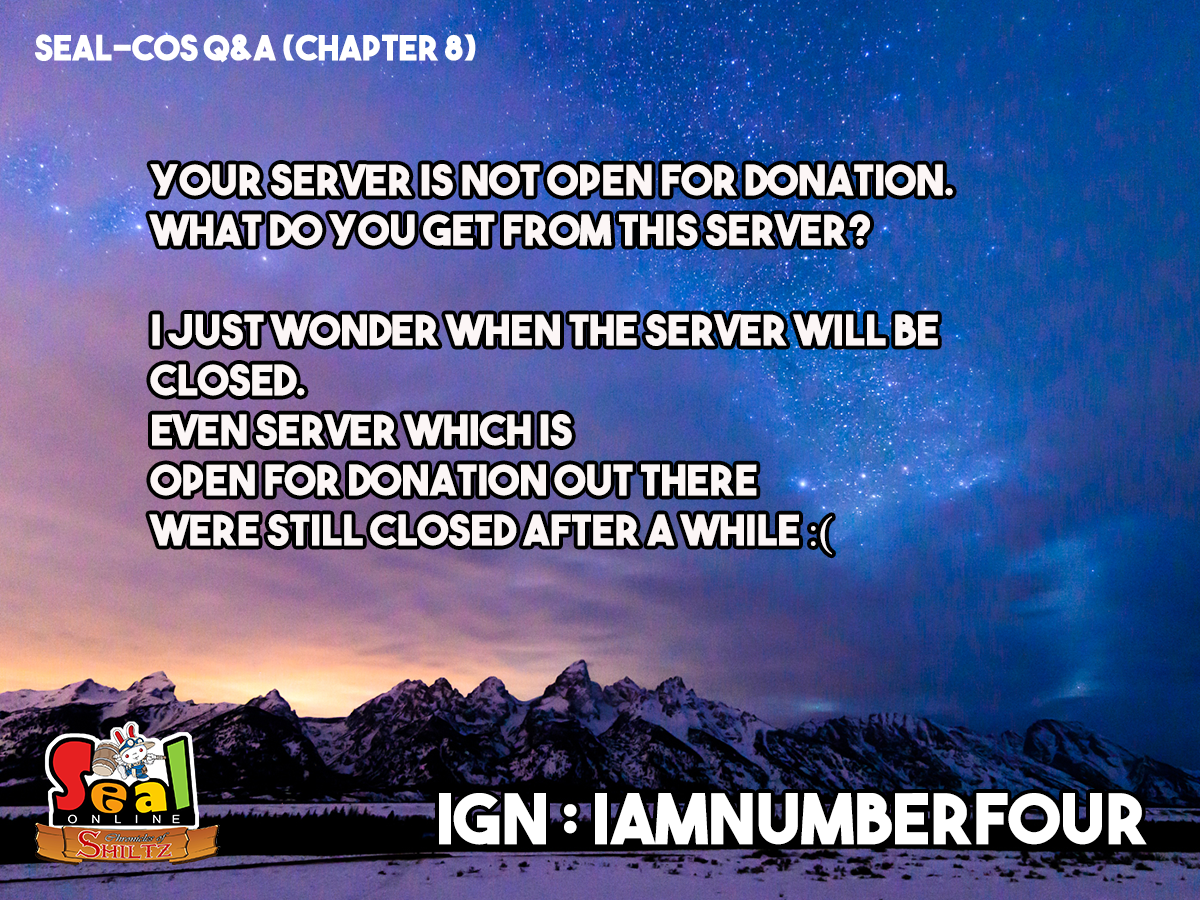 SEAL-COS Q&A (CHAPTER 8)
YOUR SERVER IS NOT OPEN FOR DONATION.
WHAT DO YOU GET FROM THIS SERVER?
I JUST WONDER WHEN THE SERVER WILL BE
CLOSED.
EVEN SERVER WHICH IS
OPEN FOR DONATION OUT THERE
WERE STILL CLOSED AFTER A WHILE :(
Seal
ONLINE
Chronicles of
SHILTZ
IGN : IAMNUMBERFOUR